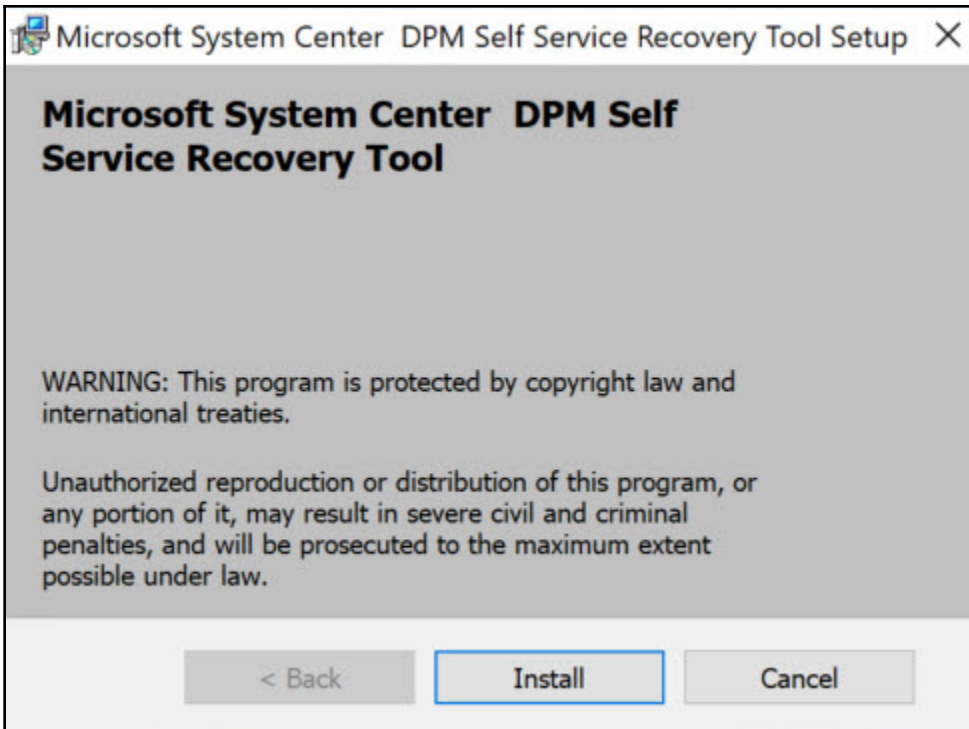 Microsoft System Center  DPM Self Service Recovery Tool Setup
Microsoft System Center  DPM Self
Service Recovery Tool
WARNING: This program is protected by copyright law and
international treaties.
Unauthorized reproduction or distribution of this program, or
any portion of it, may result in severe civil and criminal
penalties, and will be prosecuted to the maximum extent
possible under law.
< Back
Install
Cancel